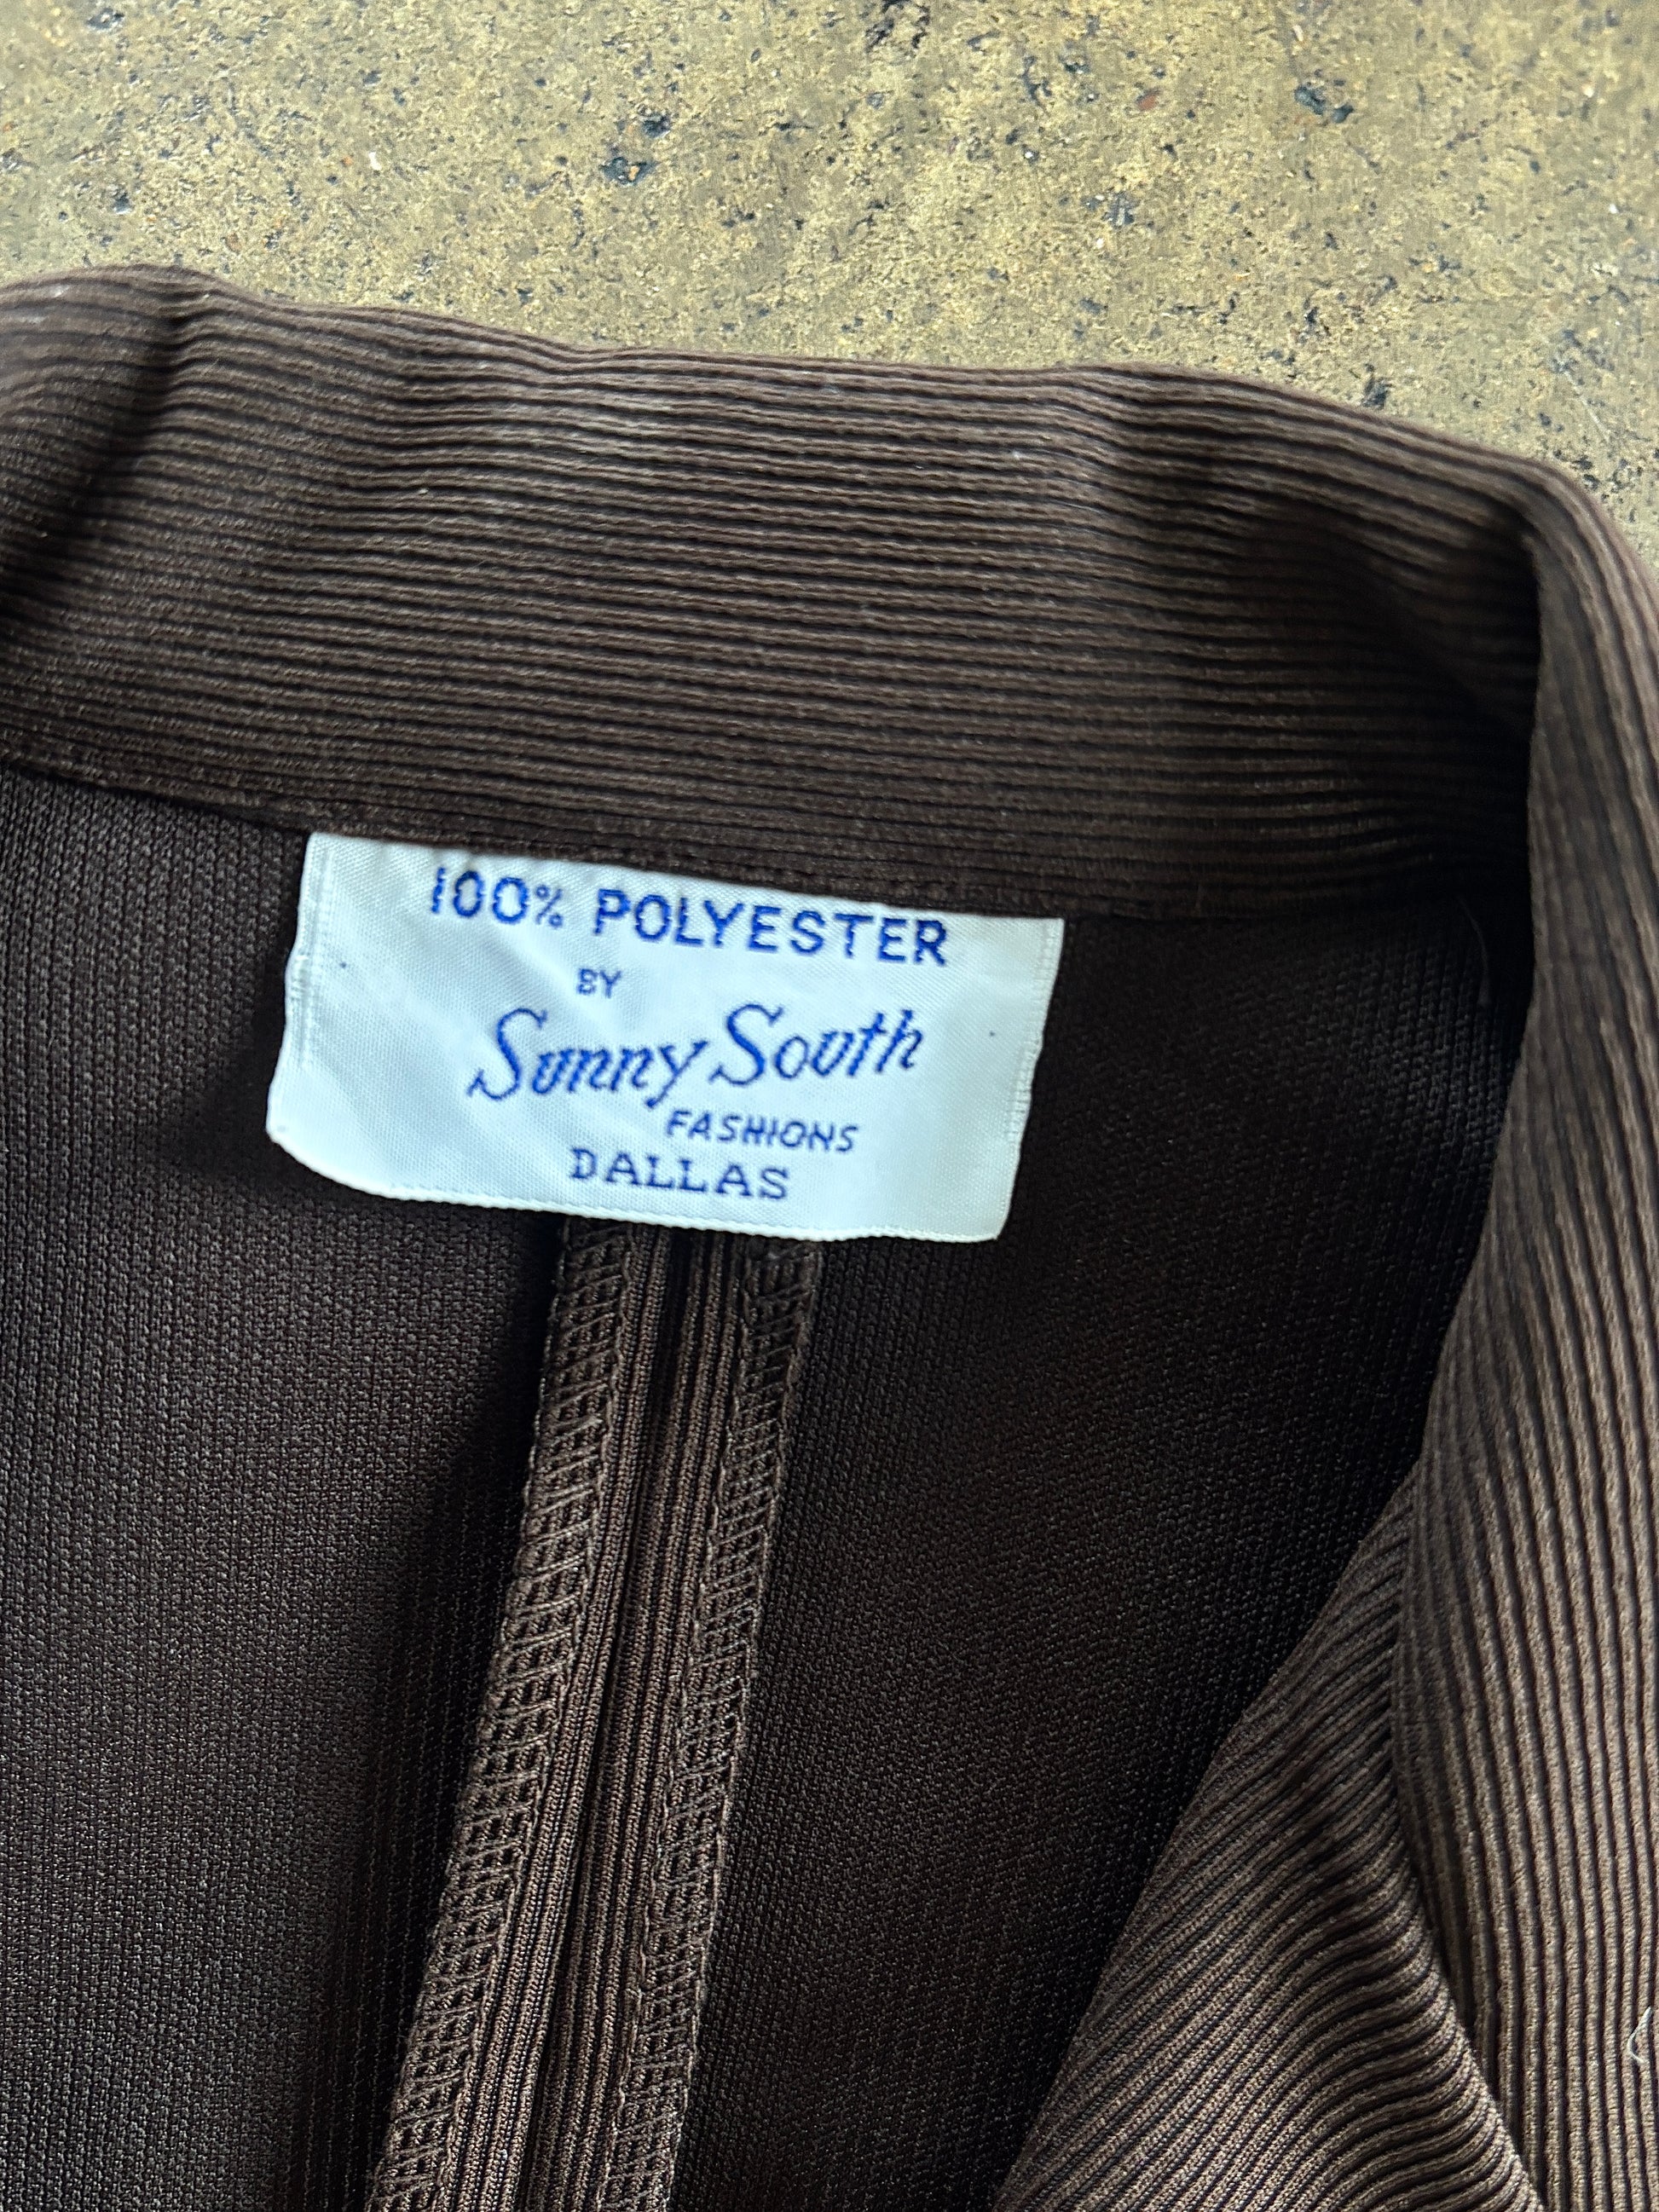 100% POLYESTER
BY
Sunny South
FASHIONS
DALLAS